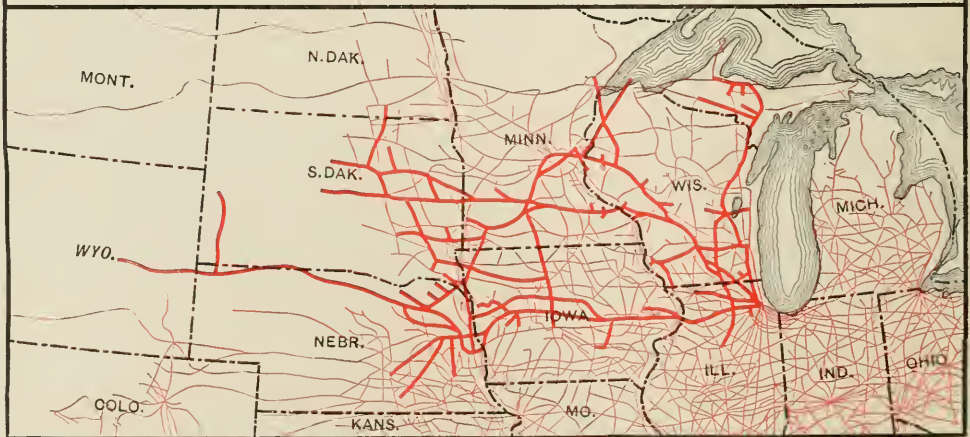 N.DAK.
MONT.
MINN.
S.DAK.
WIS.
MICH.
WYO.
IOWA
NEBR.
ILL.
IND.
OHIO
COLO.
MO.
KANS.